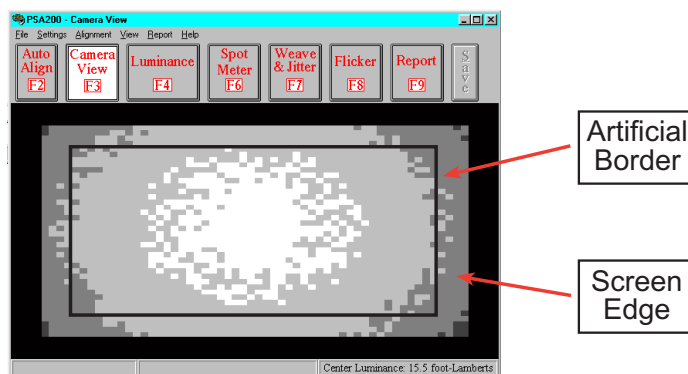 PSA200 - Camera View
File Settings Alignment View Report Help
Auto
Align
F2
Camera
View
F3
Luminance
F4
Spot
Meter
F6
Weave
& Jitter
F7
Flicker
F8
Report
F9
Save
Artificial
Border
Screen
Edge
Center Luminance: 15.5 foot-Lamberts